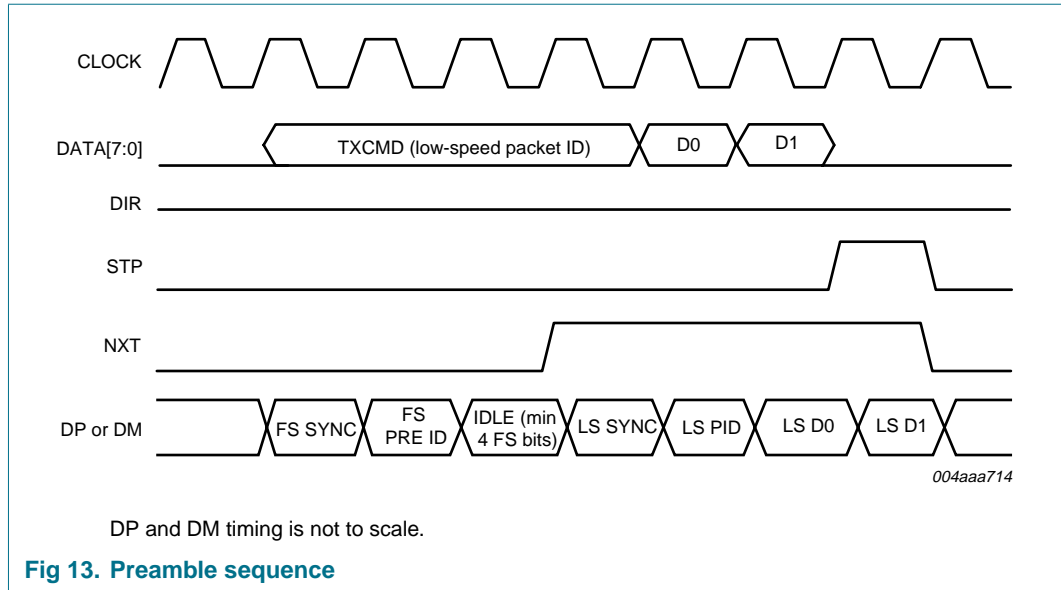 CLOCK
DATA[7:0]
TXCMD (low-speed packet ID)
D0
D1
DIR
STP
NXT
DP or DM
FS SYNC
FS
PRE ID
IDLE (min
4 FS bits)
LS SYNC
LS PID
LS D0
LS D1
004aaa714
DP and DM timing is not to scale.
Fig 13. Preamble sequence